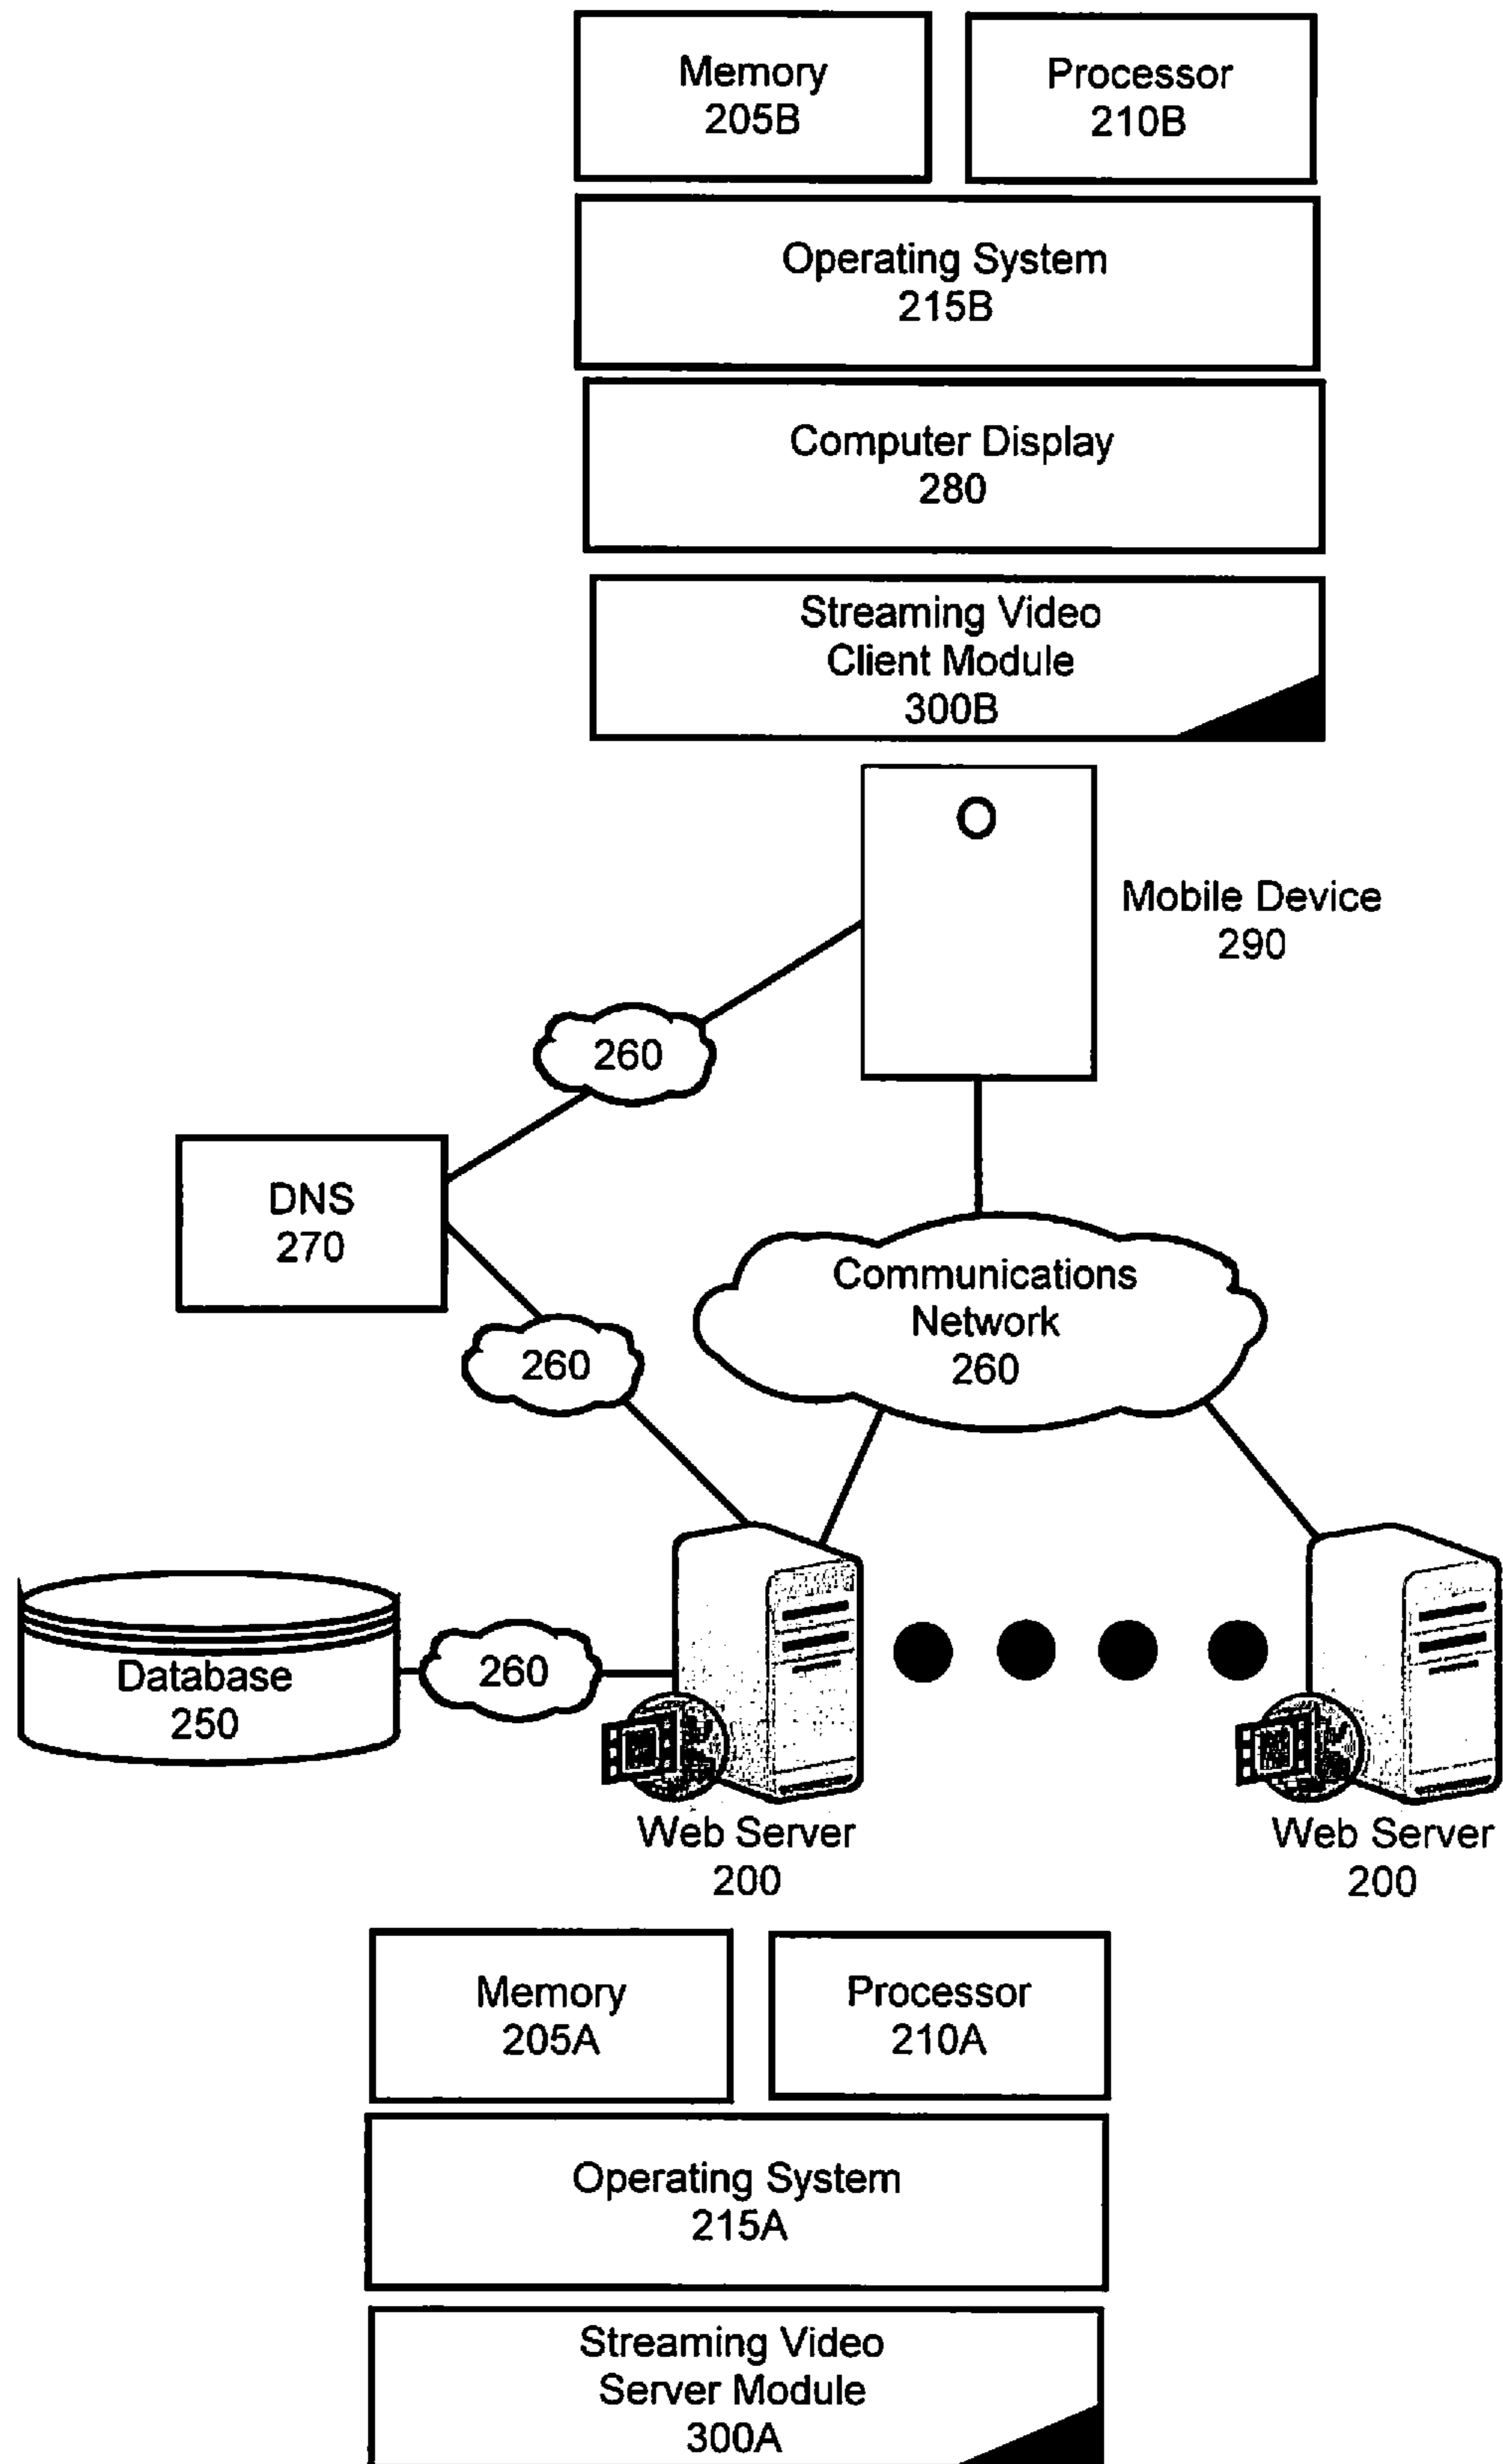 Memory
205B
Processor
210B
Operating System
215B
Computer Display
280
Streaming Video
Client Module
300B
Mobile Device
290
260
DNS
270
Communications
Network
260
260
Database
250
260
Web Server
200
Web Server
200
Memory
205A
Processor
210A
Operating System
215A
Streaming Video
Server Module
300A